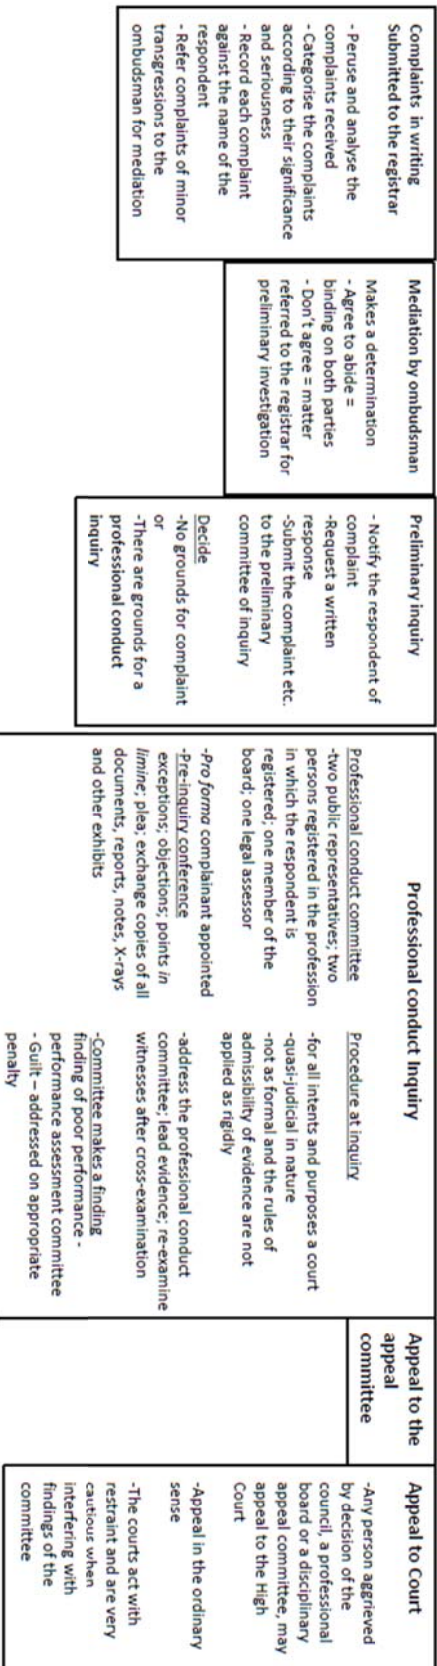 Complaints in writing
Submitted to the registrar
- Peruse and analyse the
complaints received
- Categorise the complaints
according to their significance
and seriousness
- Record each complaint
against the name of the
respondent
- Refer complaints of minor
transgressions to the
ombudsman for mediation
Mediation by ombudsman
Makes a determination
- Agree to abide =
binding on both parties
- Don't agree = matter
referred to the registrar for
preliminary investigation
Preliminary inquiry
- Notify the respondent of
complaint
-Request a written
response
-Submit the complaint etc.
to the preliminary
committee of inquiry
Decide
-No grounds for complaint
or
-There are grounds for a
professional conduct
inquiry
Professional conduct Inquiry
Professional conduct committee
-two public representatives; two
persons registered in the profession
in which the respondent is
registered; one member of the
board; one legal assessor
-Pro forma complainant appointed
-Pre-inquiry conference
exceptions; objections; points in
limine; plea; exchange copies of all
documents, reports, notes, X-rays
and other exhibits
Procedure at inquiry
-for all intents and purposes a court
-quasi-judicial in nature
-not as formal and the rules of
admissibility of evidence are not
applied as rigidly
-address the professional conduct
committee; lead evidence; re-examine
witnesses after cross-examination
-Committee makes a finding
finding of poor performance -
performance assessment committee
- Guilt – addressed on appropriate
penalty
Appeal to the
appeal
committee
Appeal to Court
-Any person aggrieved
by decision of the
council, a professional
board or a disciplinary
appeal committee, may
appeal to the High
Court
-Appeal in the ordinary
sense
-The courts act with
restraint and are very
cautious when
interfering with
findings of the
committee